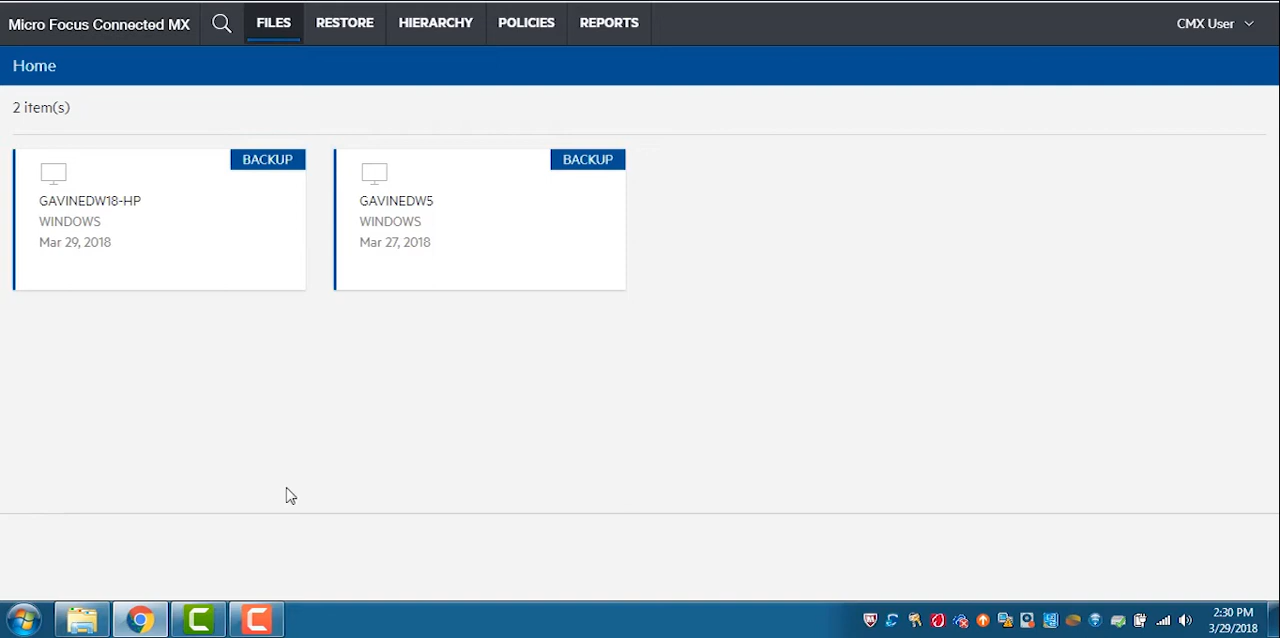 Micro Focus Connected MX FILES RESTORE HIERARCHY POLICIES REPORTS CMX User
Home
2 item(s)
BACKUP
GAVINEDW18-HP
WINDOWS
Mar 29, 2018
BACKUP
GAVINEDW5
WINDOWS
Mar 27, 2018
2:30 PM
3/29/2018